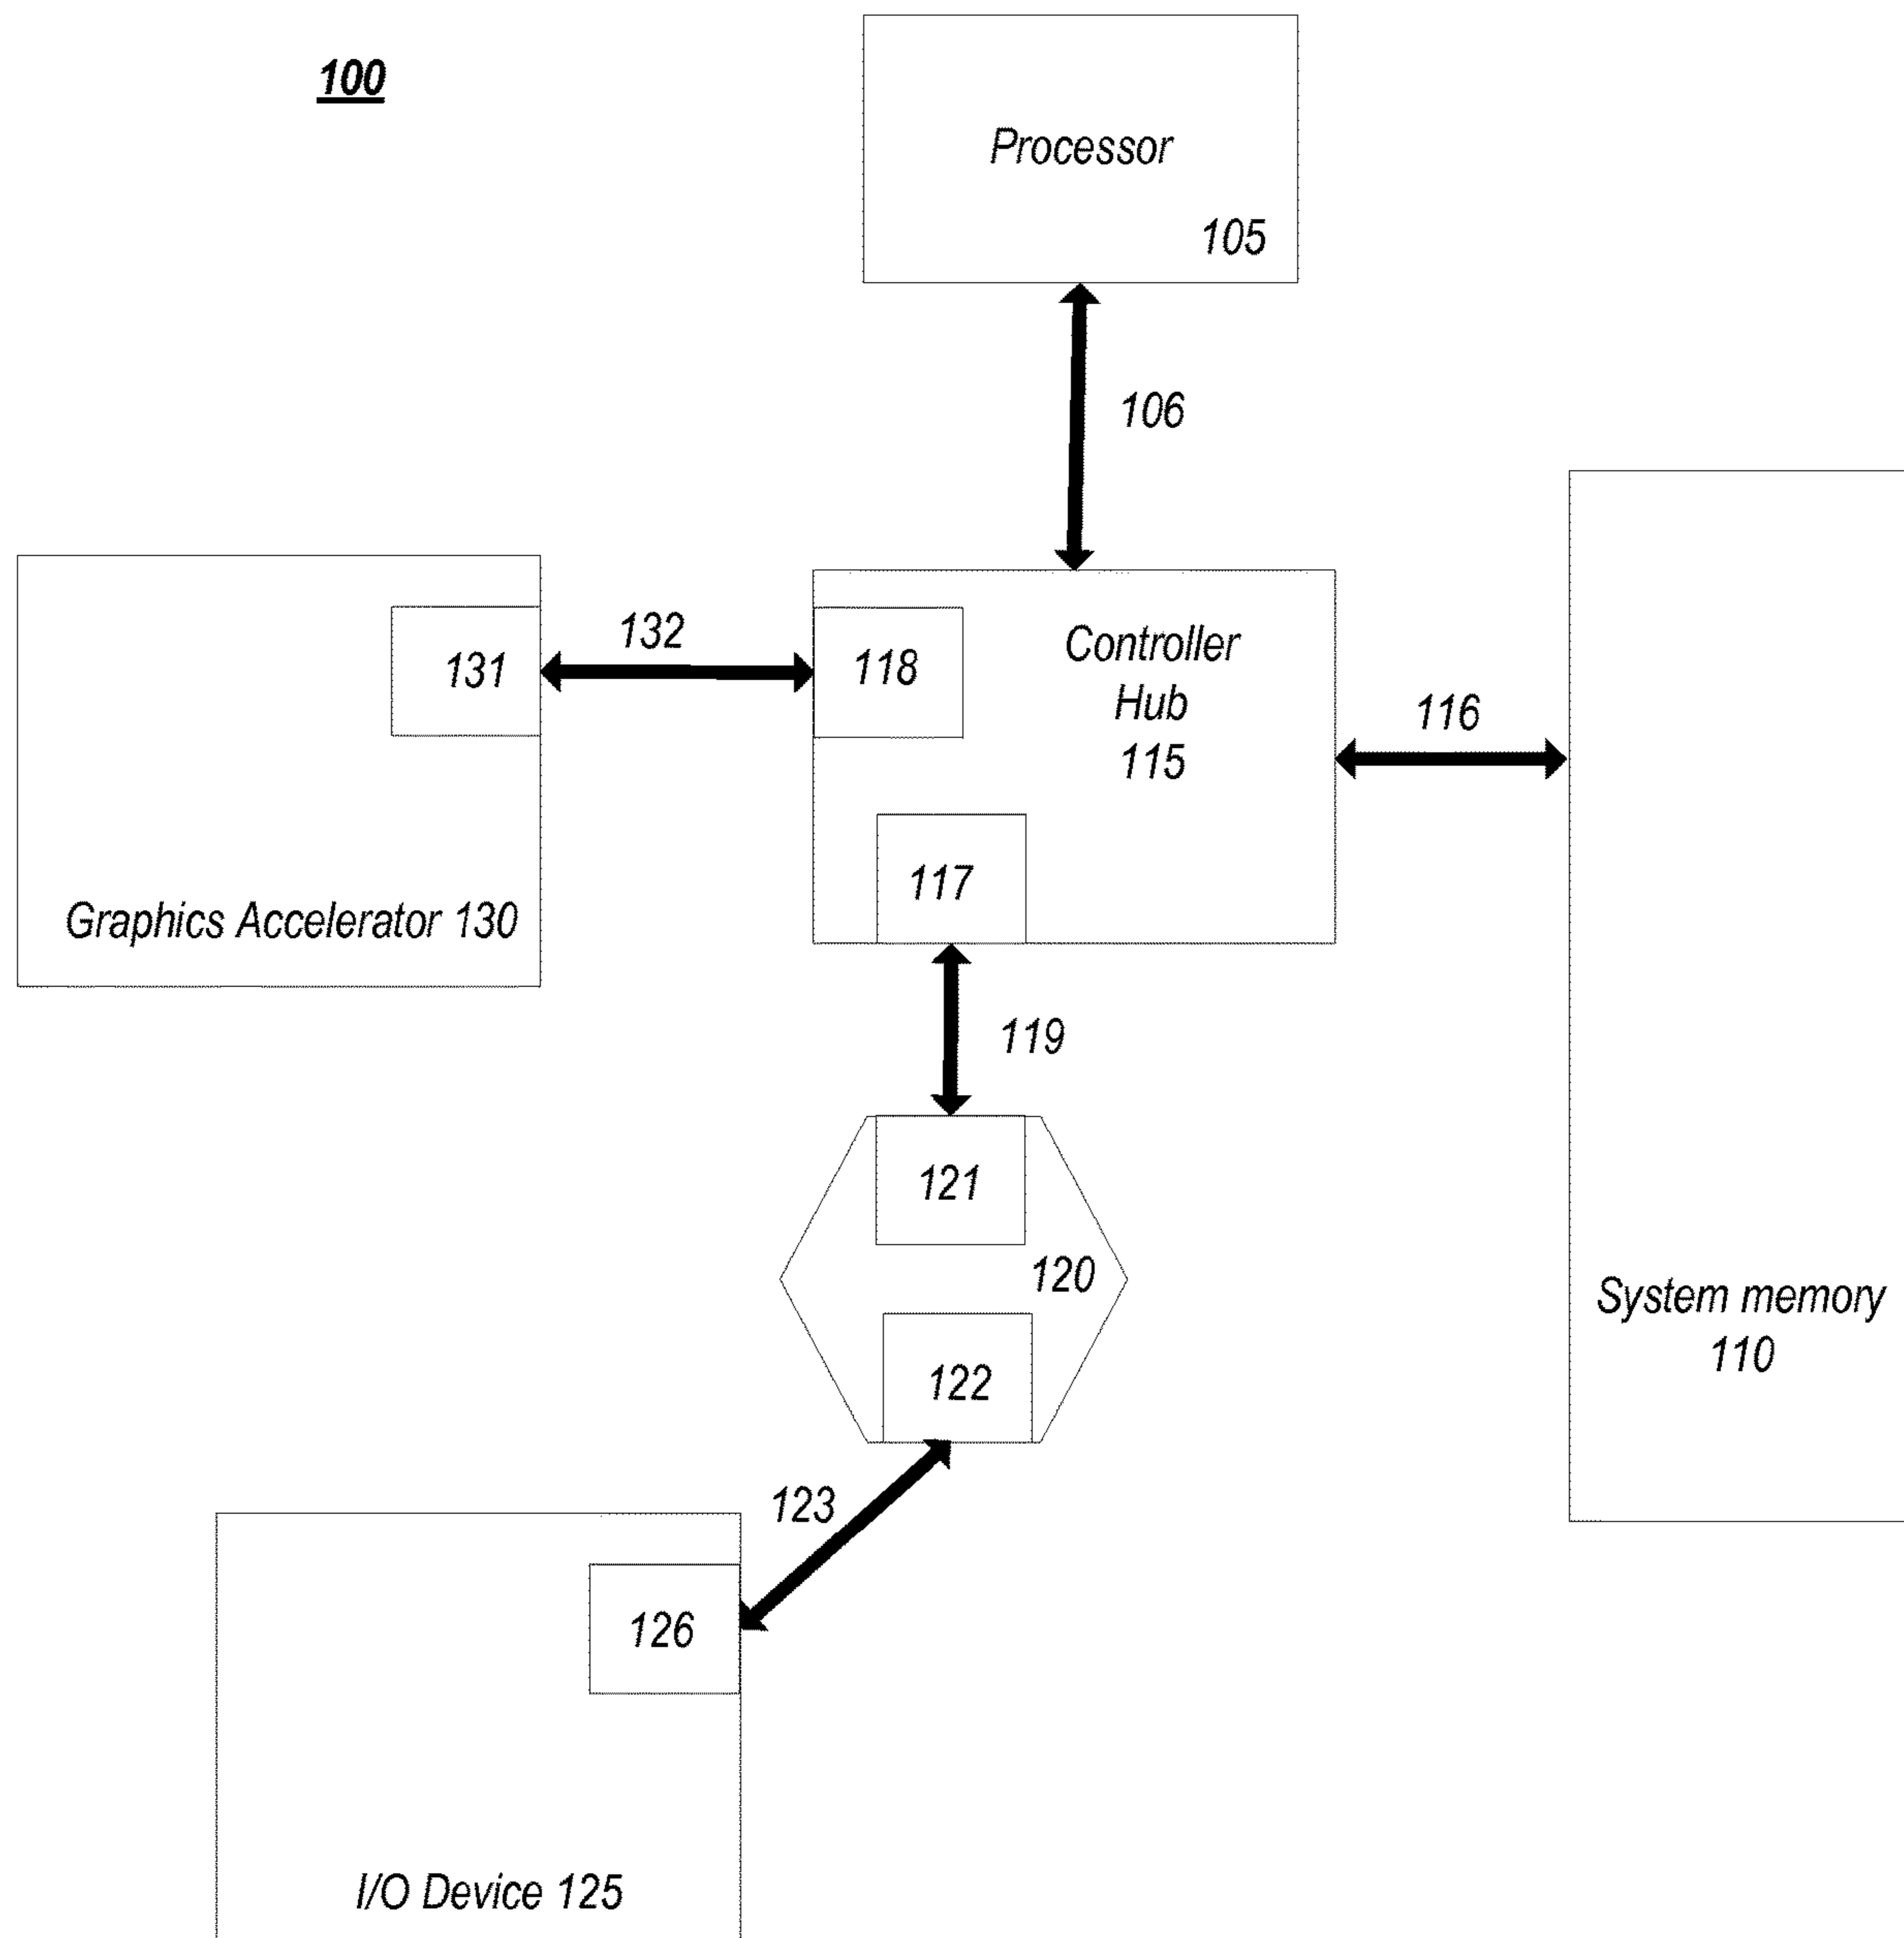 100
Processor
105
106
132
131
118
Controller
Hub
115
116
117
Graphics Accelerator 130
119
121
120
122
System memory
110
123
126
I/O Device 125